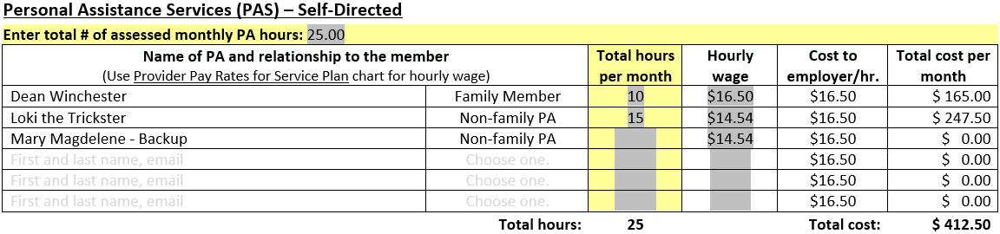 Personal Assistance Services (PAS) – Self-Directed
Enter total # of assessed monthly PA hours: 25.00
Name of PA and relationship to the member Total hours Hourly Cost to Total cost per
(Use Provider Pay Rates for Service Plan chart for hourly wage) per month wage employer/hr. month
Dean Winchester Family Member 10 $16.50 $16.50 $ 165.00
Loki the Trickster Non-family PA 15 $14.54 $16.50 $ 247.50
Mary Magdelene - Backup Non-family PA $14.54 $16.50 $ 0.00
First and last name, email Choose one. $16.50 $ 0.00
First and last name, email Choose one. $16.50 $ 0.00
First and last name, email Choose one. $16.50 $ 0.00
Total hours: 25 Total cost: $ 412.50